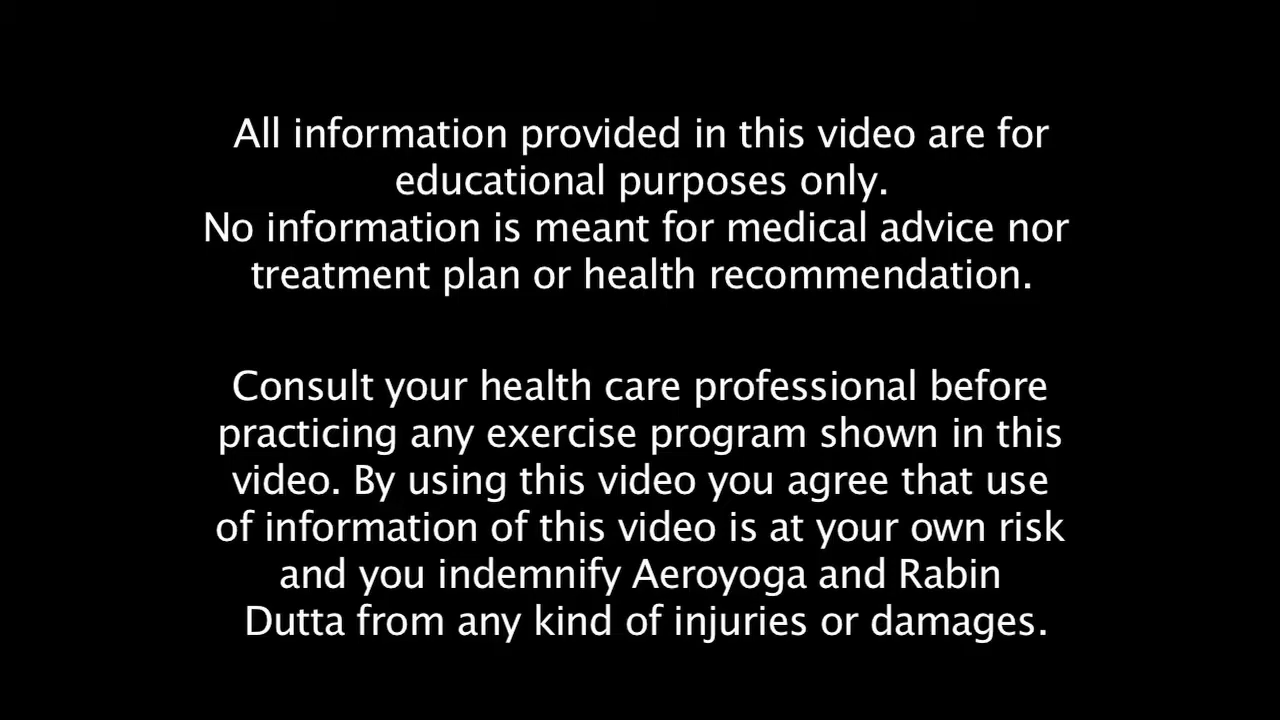 All information provided in this video are for
educational purposes only.
No information is meant for medical advice nor
treatment plan or health recommendation.
Consult your health care professional before
practicing any exercise program shown in this
video. By using this video you agree that use
of information of this video is at your own risk
and you indemnify Aeroyoga and Rabin
Dutta from any kind of injuries or damages.